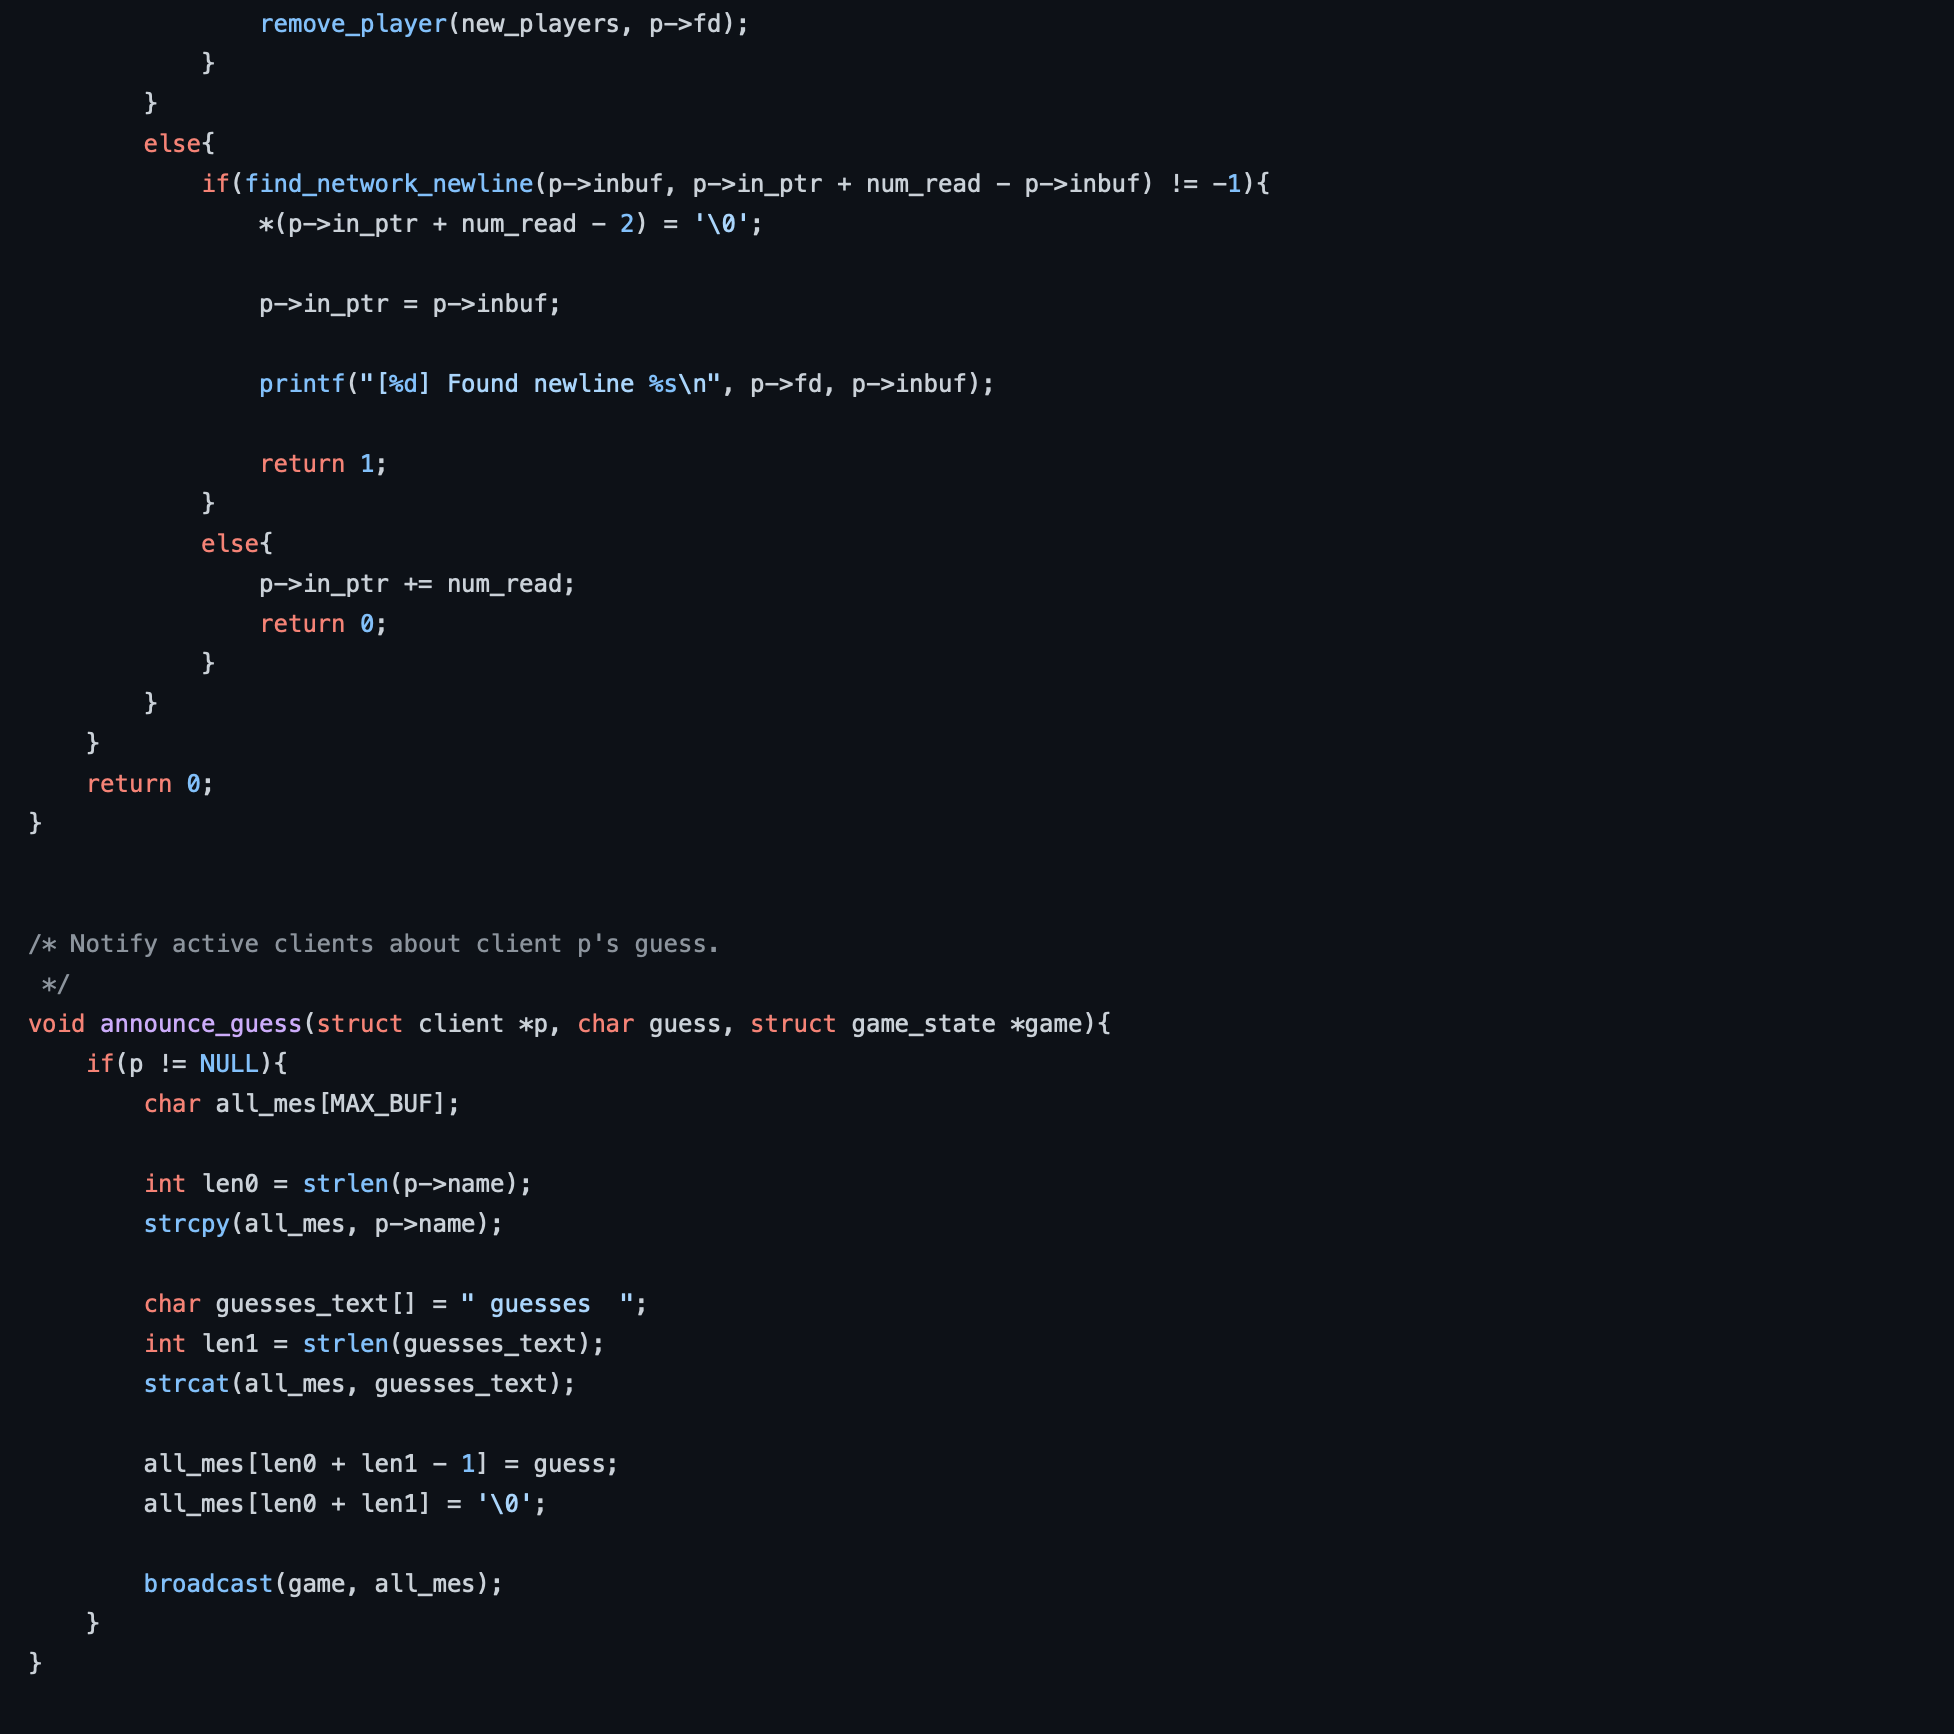 remove_player(new_players, p->fd);
}
}
else{
if(find_network_newline(p->inbuf, p->in_ptr + num_read - p->inbuf) != -1){
*(p->in_ptr + num_read - 2) = '\0';
p->in_ptr = p->inbuf;
printf("[%d] Found newline %s\n", p->fd, p->inbuf);
return 1;
}
else{
p->in_ptr += num_read;
return 0;
}
}
}
return 0;
}
/* Notify active clients about client p's guess.
*/
void announce_guess(struct client *p, char guess, struct game_state *game){
if(p != NULL){
char all_mes[MAX_BUF];
int len0 = strlen(p->name);
strcpy(all_mes, p->name);
char guesses_text[] = " guesses  ";
int len1 = strlen(guesses_text);
strcat(all_mes, guesses_text);
all_mes[len0 + len1 - 1] = guess;
all_mes[len0 + len1] = '\0';
broadcast(game, all_mes);
}
}